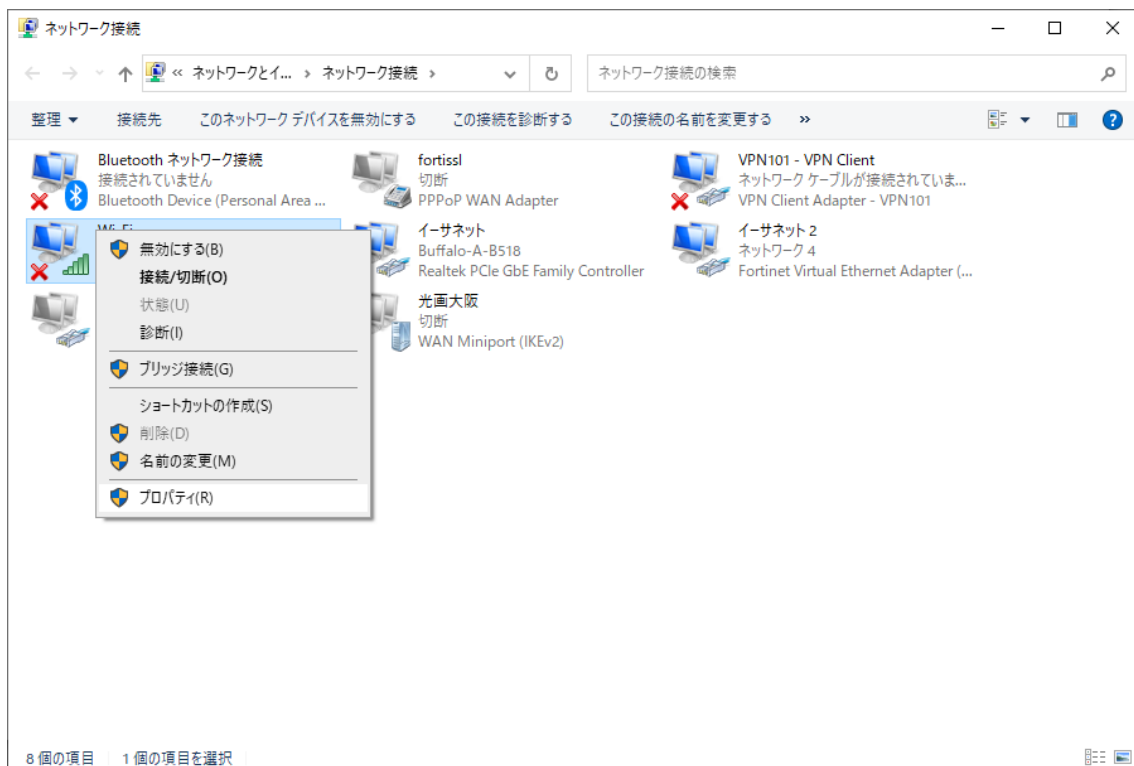 ネットワーク接続
« ネットワークとイ... › ネットワーク接続 ›
ネットワーク接続の検索
整理 接続先 このネットワーク デバイスを無効にする この接続を診断する この接続の名前を変更する »
Bluetooth ネットワーク接続
接続されていません
Bluetooth Device (Personal Area ...
fortissl
切断
PPPoP WAN Adapter
VPN101 - VPN Client
ネットワーク ケーブルが接続されていま...
VPN Client Adapter - VPN101
Wi-Fi
イーサネット
Buffalo-A-B518
Realtek PCIe GbE Family Controller
イーサネット 2
ネットワーク 4
Fortinet Virtual Ethernet Adapter (...
光画大阪
切断
WAN Miniport (IKEv2)
無効にする(B)
接続/切断(O)
状態(U)
診断(I)
ブリッジ接続(G)
ショートカットの作成(S)
削除(D)
名前の変更(M)
プロパティ(R)
8 個の項目 1 個の項目を選択